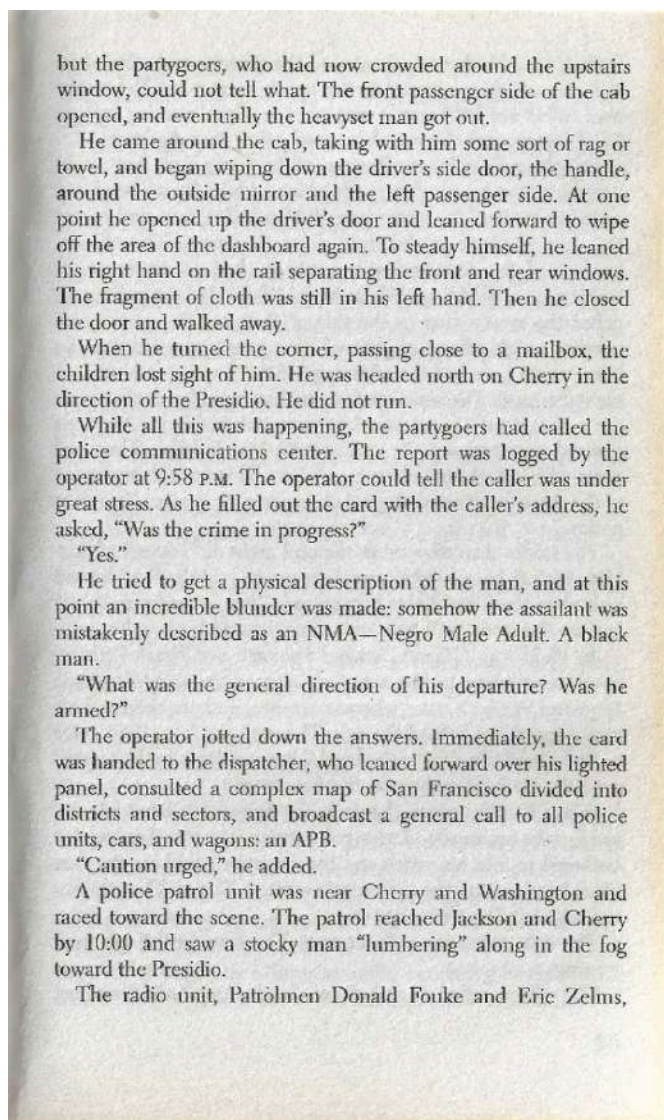 but the partygoers, who had now crowded around the upstairs
window, could not tell what. The front passenger side of the cab
opened, and eventually the heavyset man got out.
He came around the cab, taking with him some sort of rag or
towel, and began wiping down the driver's side door, the handle,
around the outside mirror and the left passenger side. At one
point he opened up the driver's door and leaned forward to wipe
off the area of the dashboard again. To steady himself, he leaned
his right hand on the rail separating the front and rear windows.
The fragment of cloth was still in his left hand. Then he closed
the door and walked away.
When he turned the corner, passing close to a mailbox, the
children lost sight of him. He was headed north on Cherry in the
direction of the Presidio. He did not run.
While all this was happening, the partygoers had called the
police communications center. The report was logged by the
operator at 9:58 P.M. The operator could tell the caller was under
great stress. As he filled out the card with the caller's address, he
asked, "Was the crime in progress?"
"Yes."
He tried to get a physical description of the man, and at this
point an incredible blunder was made: somehow the assailant was
mistakenly described as an NMA—Negro Male Adult. A black
man.
"What was the general direction of his departure? Was he
armed?"
The operator jotted down the answers. Immediately, the card
was handed to the dispatcher, who leaned forward over his lighted
panel, consulted a complex map of San Francisco divided into
districts and sectors, and broadcast a general call to all police
units, cars, and wagons: an APB.
"Caution urged," he added.
A police patrol unit was near Cherry and Washington and
raced toward the scene. The patrol reached Jackson and Cherry
by 10:00 and saw a stocky man "lumbering" along in the fog
toward the Presidio.
The radio unit, Patrolmen Donald Fouke and Eric Zelms,